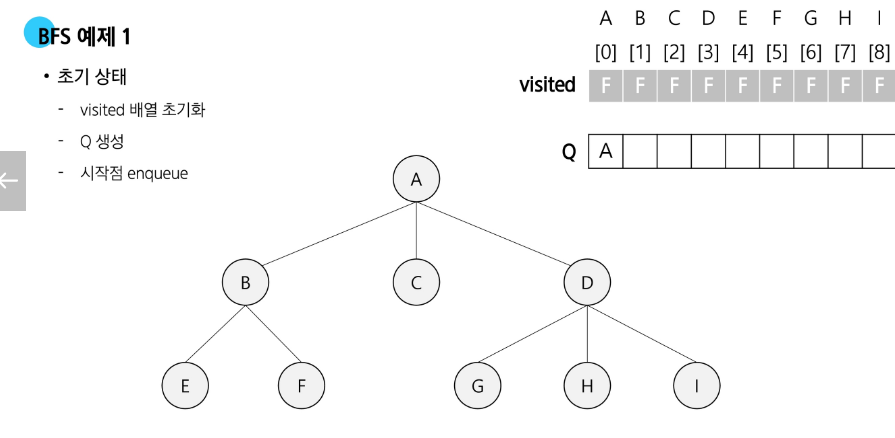 BFS 예제 1
• 초기 상태
- visited 배열 초기화
- Q 생성
- 시작점 enqueue
A B C D E F G H I
[0] [1] [2] [3] [4] [5] [6] [7] [8]
visited F F F F F F F F F
Q A
A
B C D
E F G H I